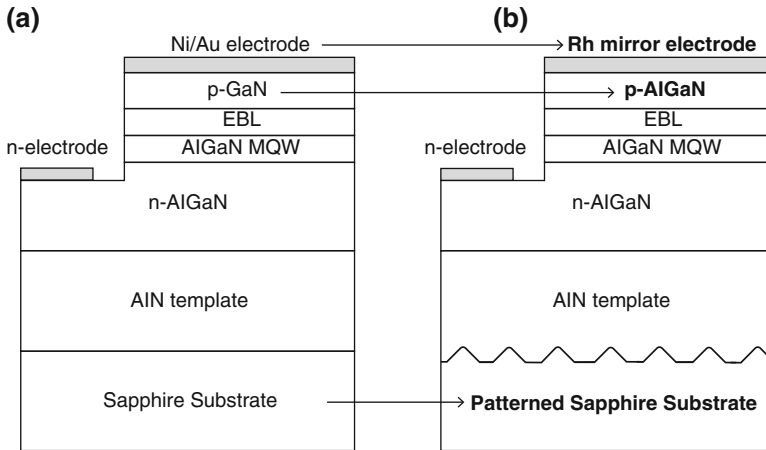 (a)
Ni/Au electrode
p-GaN
EBL
AlGaN MQW
n-electrode
n-AlGaN
AlN template
Sapphire Substrate
(b)
Rh mirror electrode
p-AlGaN
EBL
AlGaN MQW
n-electrode
n-AlGaN
AlN template
Patterned Sapphire Substrate